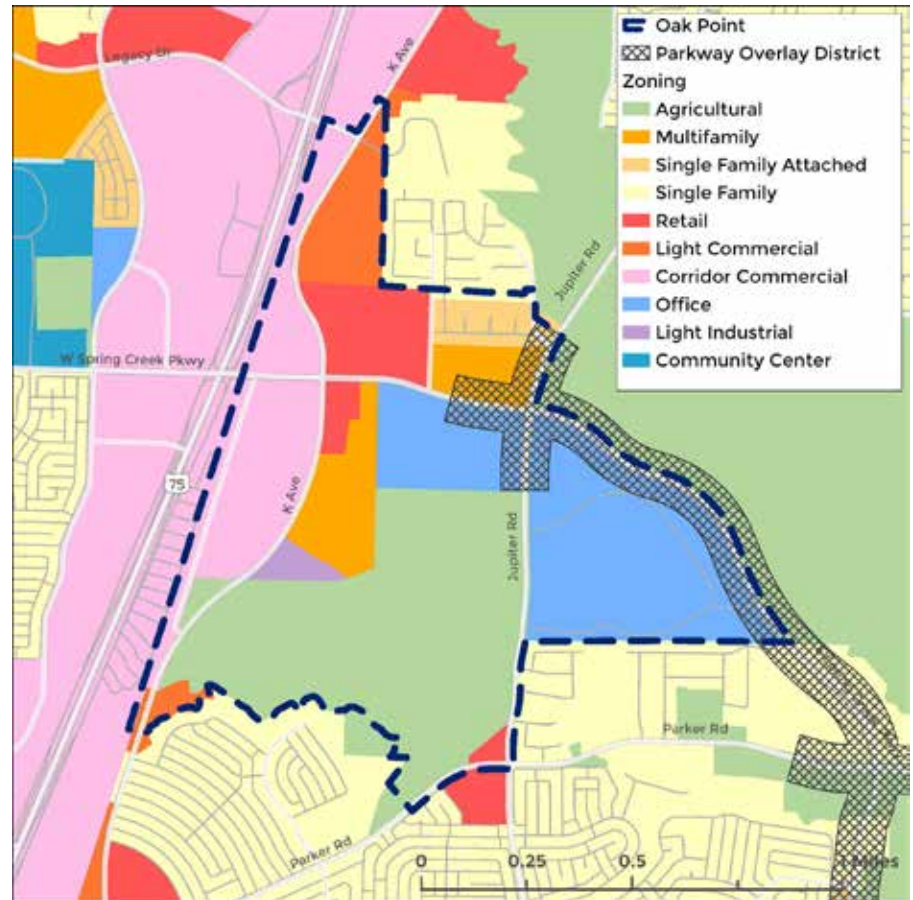 Oak Point
Parkway Overlay District
Zoning
Agricultural
Multifamily
Single Family Attached
Single Family
Retail
Light Commercial
Corridor Commercial
Office
Light Industrial
Community Center
Legacy Dr
K Ave
Jupiter Rd
W Spring Creek Pkwy
75
K Ave
Jupiter Rd
Parker Rd
Parker Rd
0 0.25 0.5 1 Miles